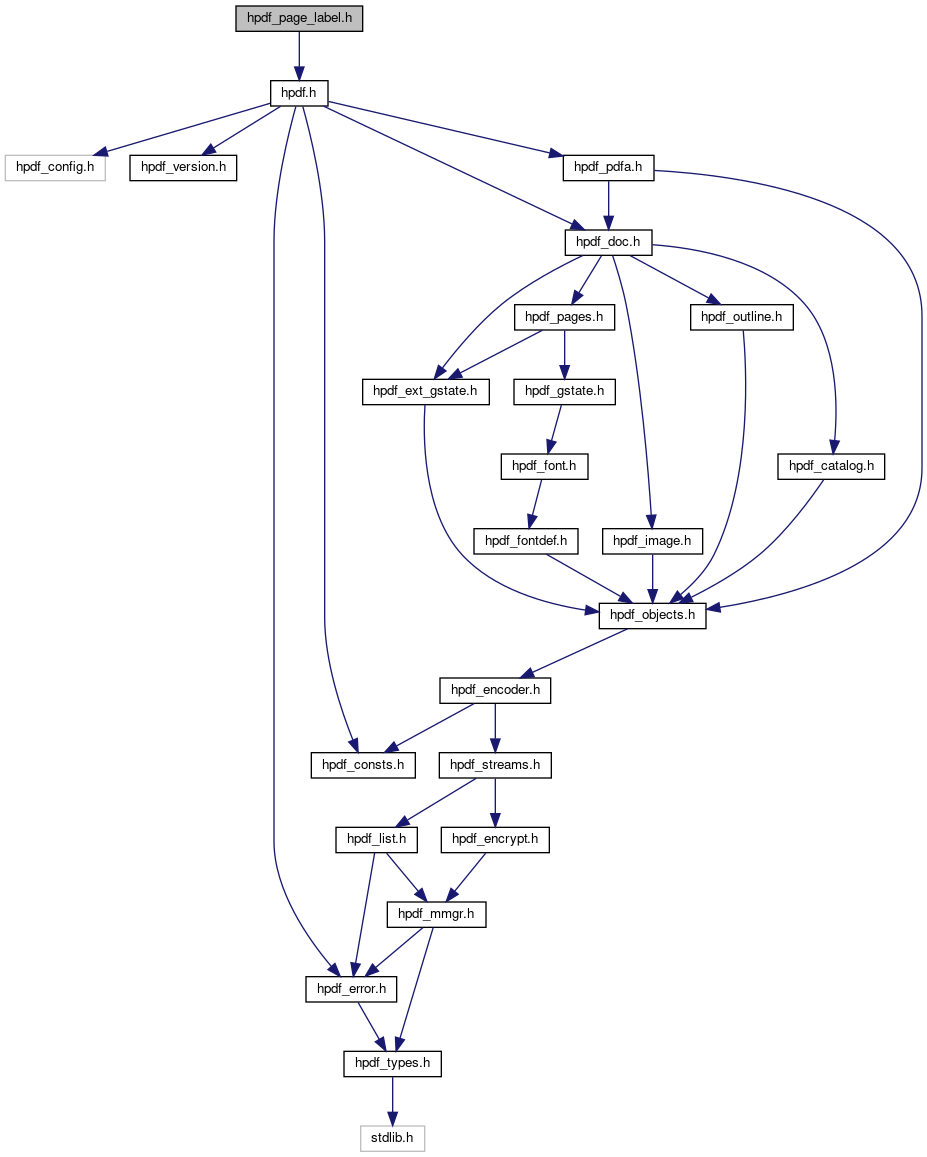 hpdf_page_label.h
hpdf.h
hpdf_config.h
hpdf_version.h
hpdf_pdfa.h
hpdf_doc.h
hpdf_pages.h
hpdf_outline.h
hpdf_ext_gstate.h
hpdf_gstate.h
hpdf_font.h
hpdf_catalog.h
hpdf_fontdef.h
hpdf_image.h
hpdf_objects.h
hpdf_encoder.h
hpdf_consts.h
hpdf_streams.h
hpdf_list.h
hpdf_encrypt.h
hpdf_mmgr.h
hpdf_error.h
hpdf_types.h
stdlib.h